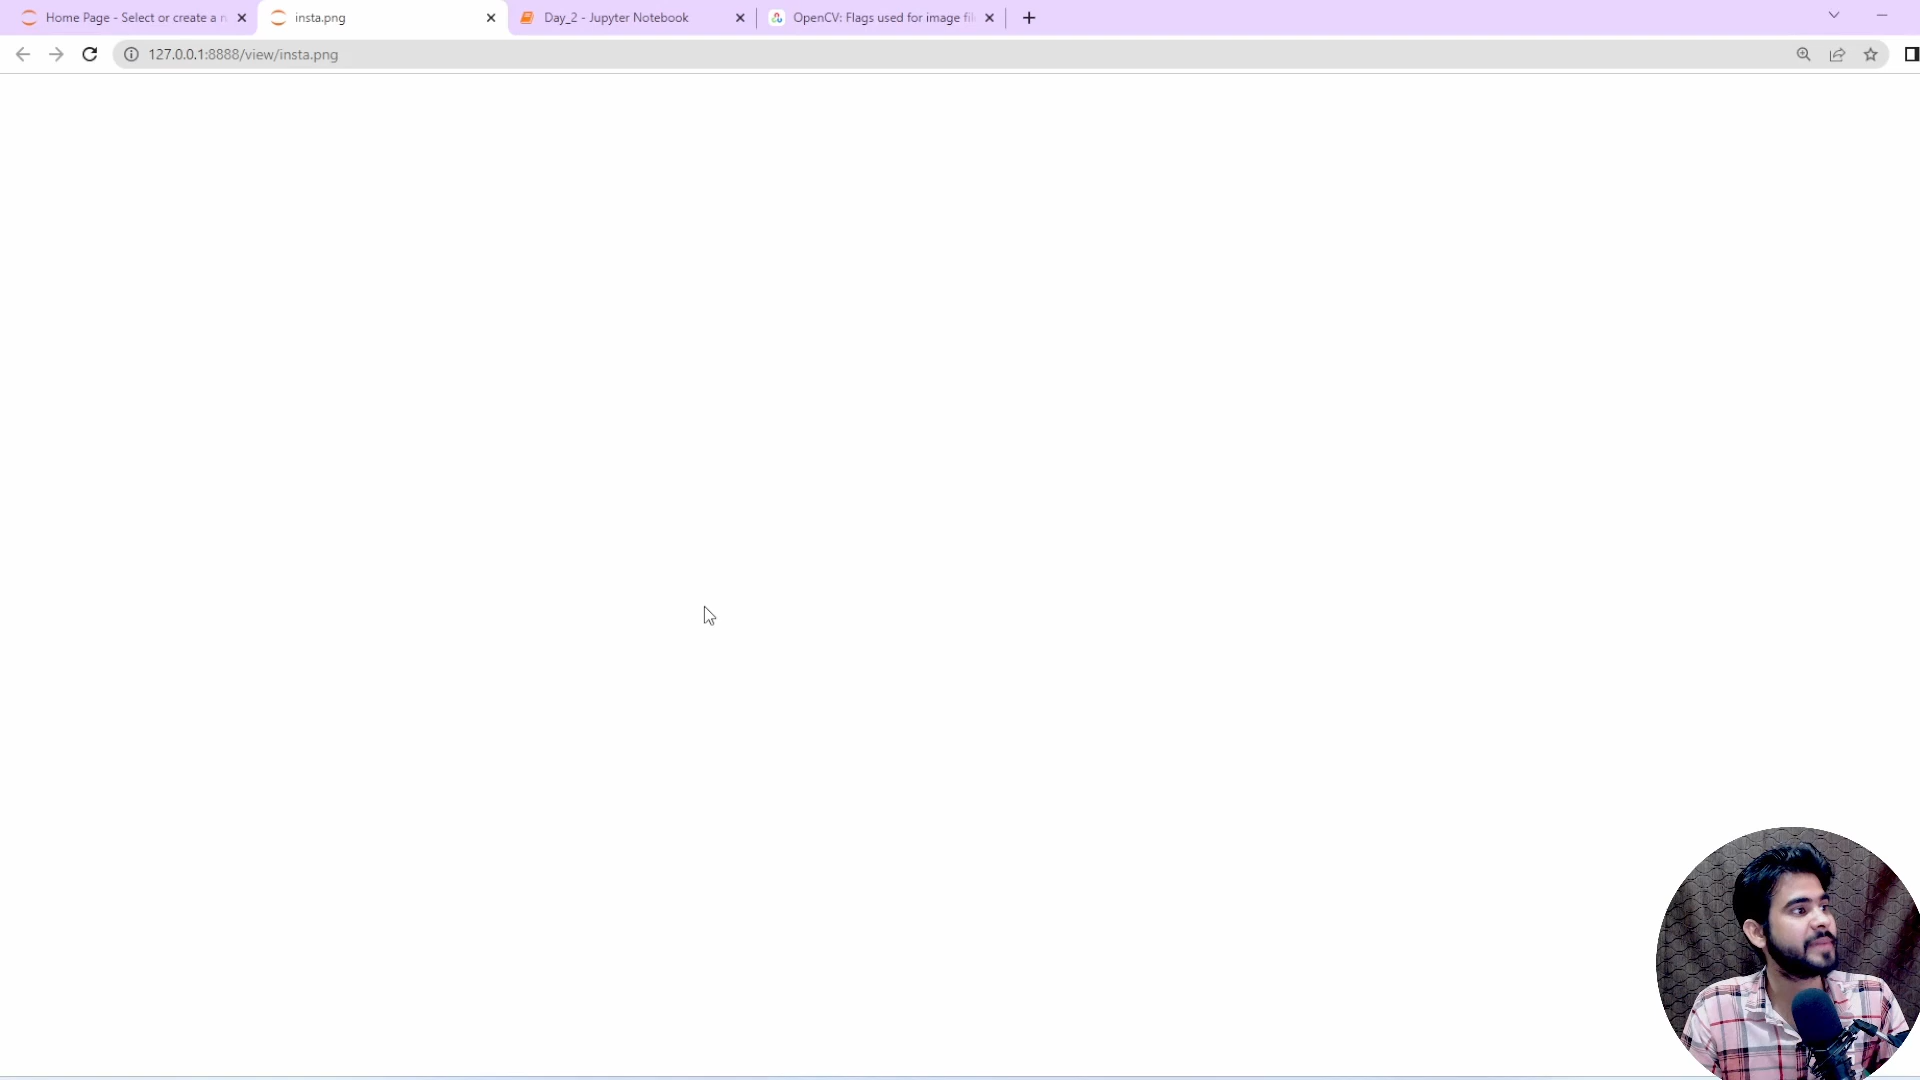 Home Page - Select or create a n
insta.png
Day_2 - Jupyter Notebook
OpenCV: Flags used for image fil
127.0.0.1:8888/view/insta.png